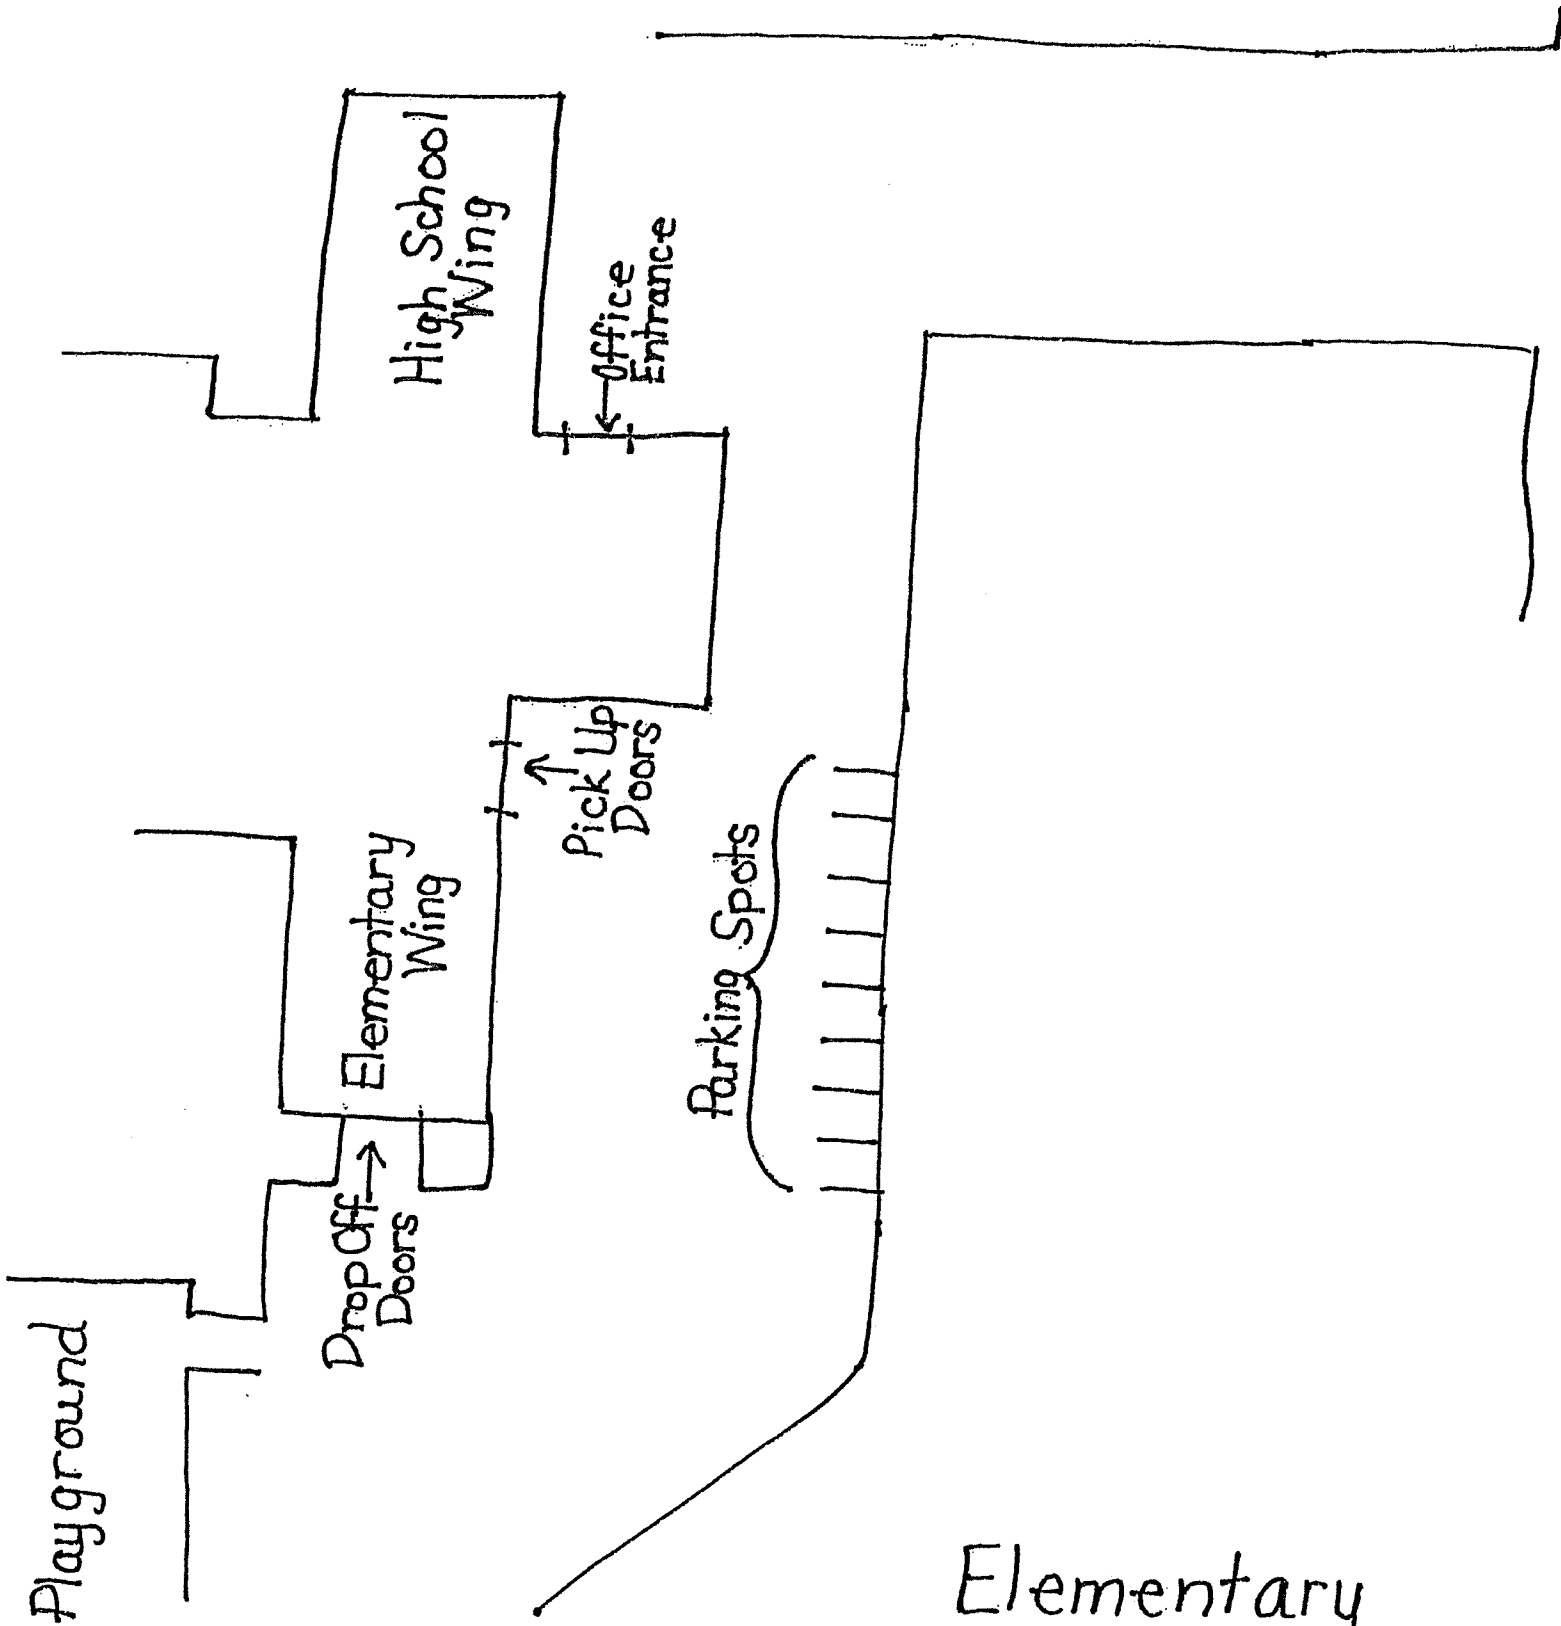 High School
Wing
Office
Entrance
Pick Up
Doors
Elementary
Wing
Parking Spots
Drop Off
Doors
Playground
Elementary